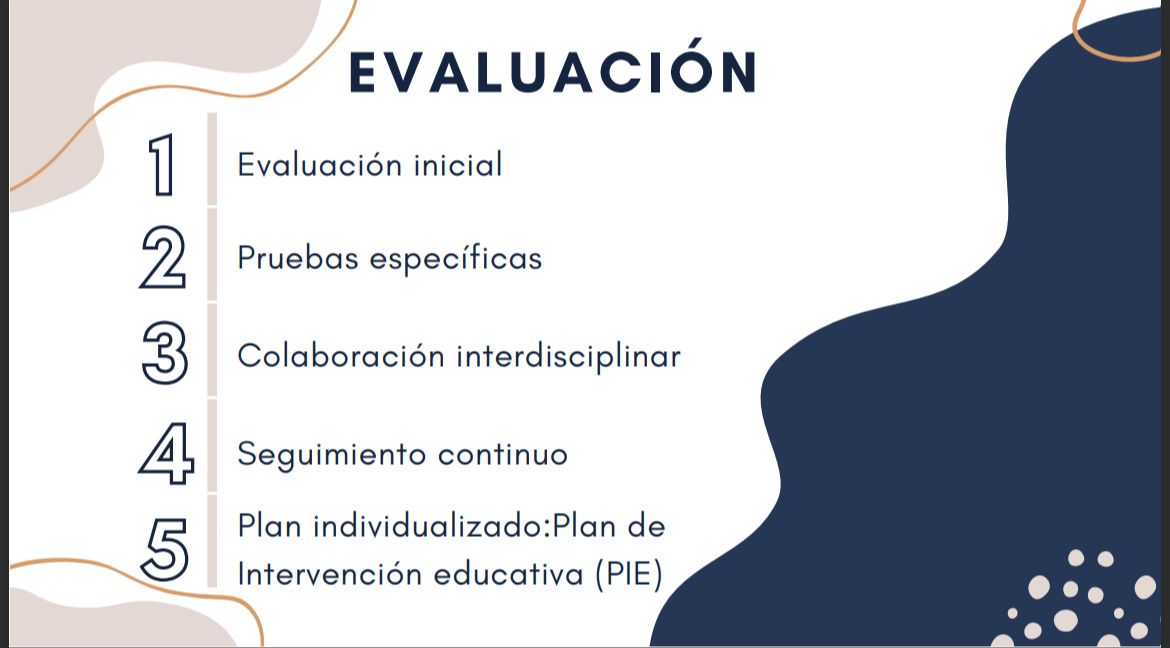 EVALUACIÓN
1
Evaluación inicial
2
Pruebas específicas
3
Colaboración interdisciplinar
4
Seguimiento continuo
5
Plan individualizado:Plan de
Intervención educativa (PIE)